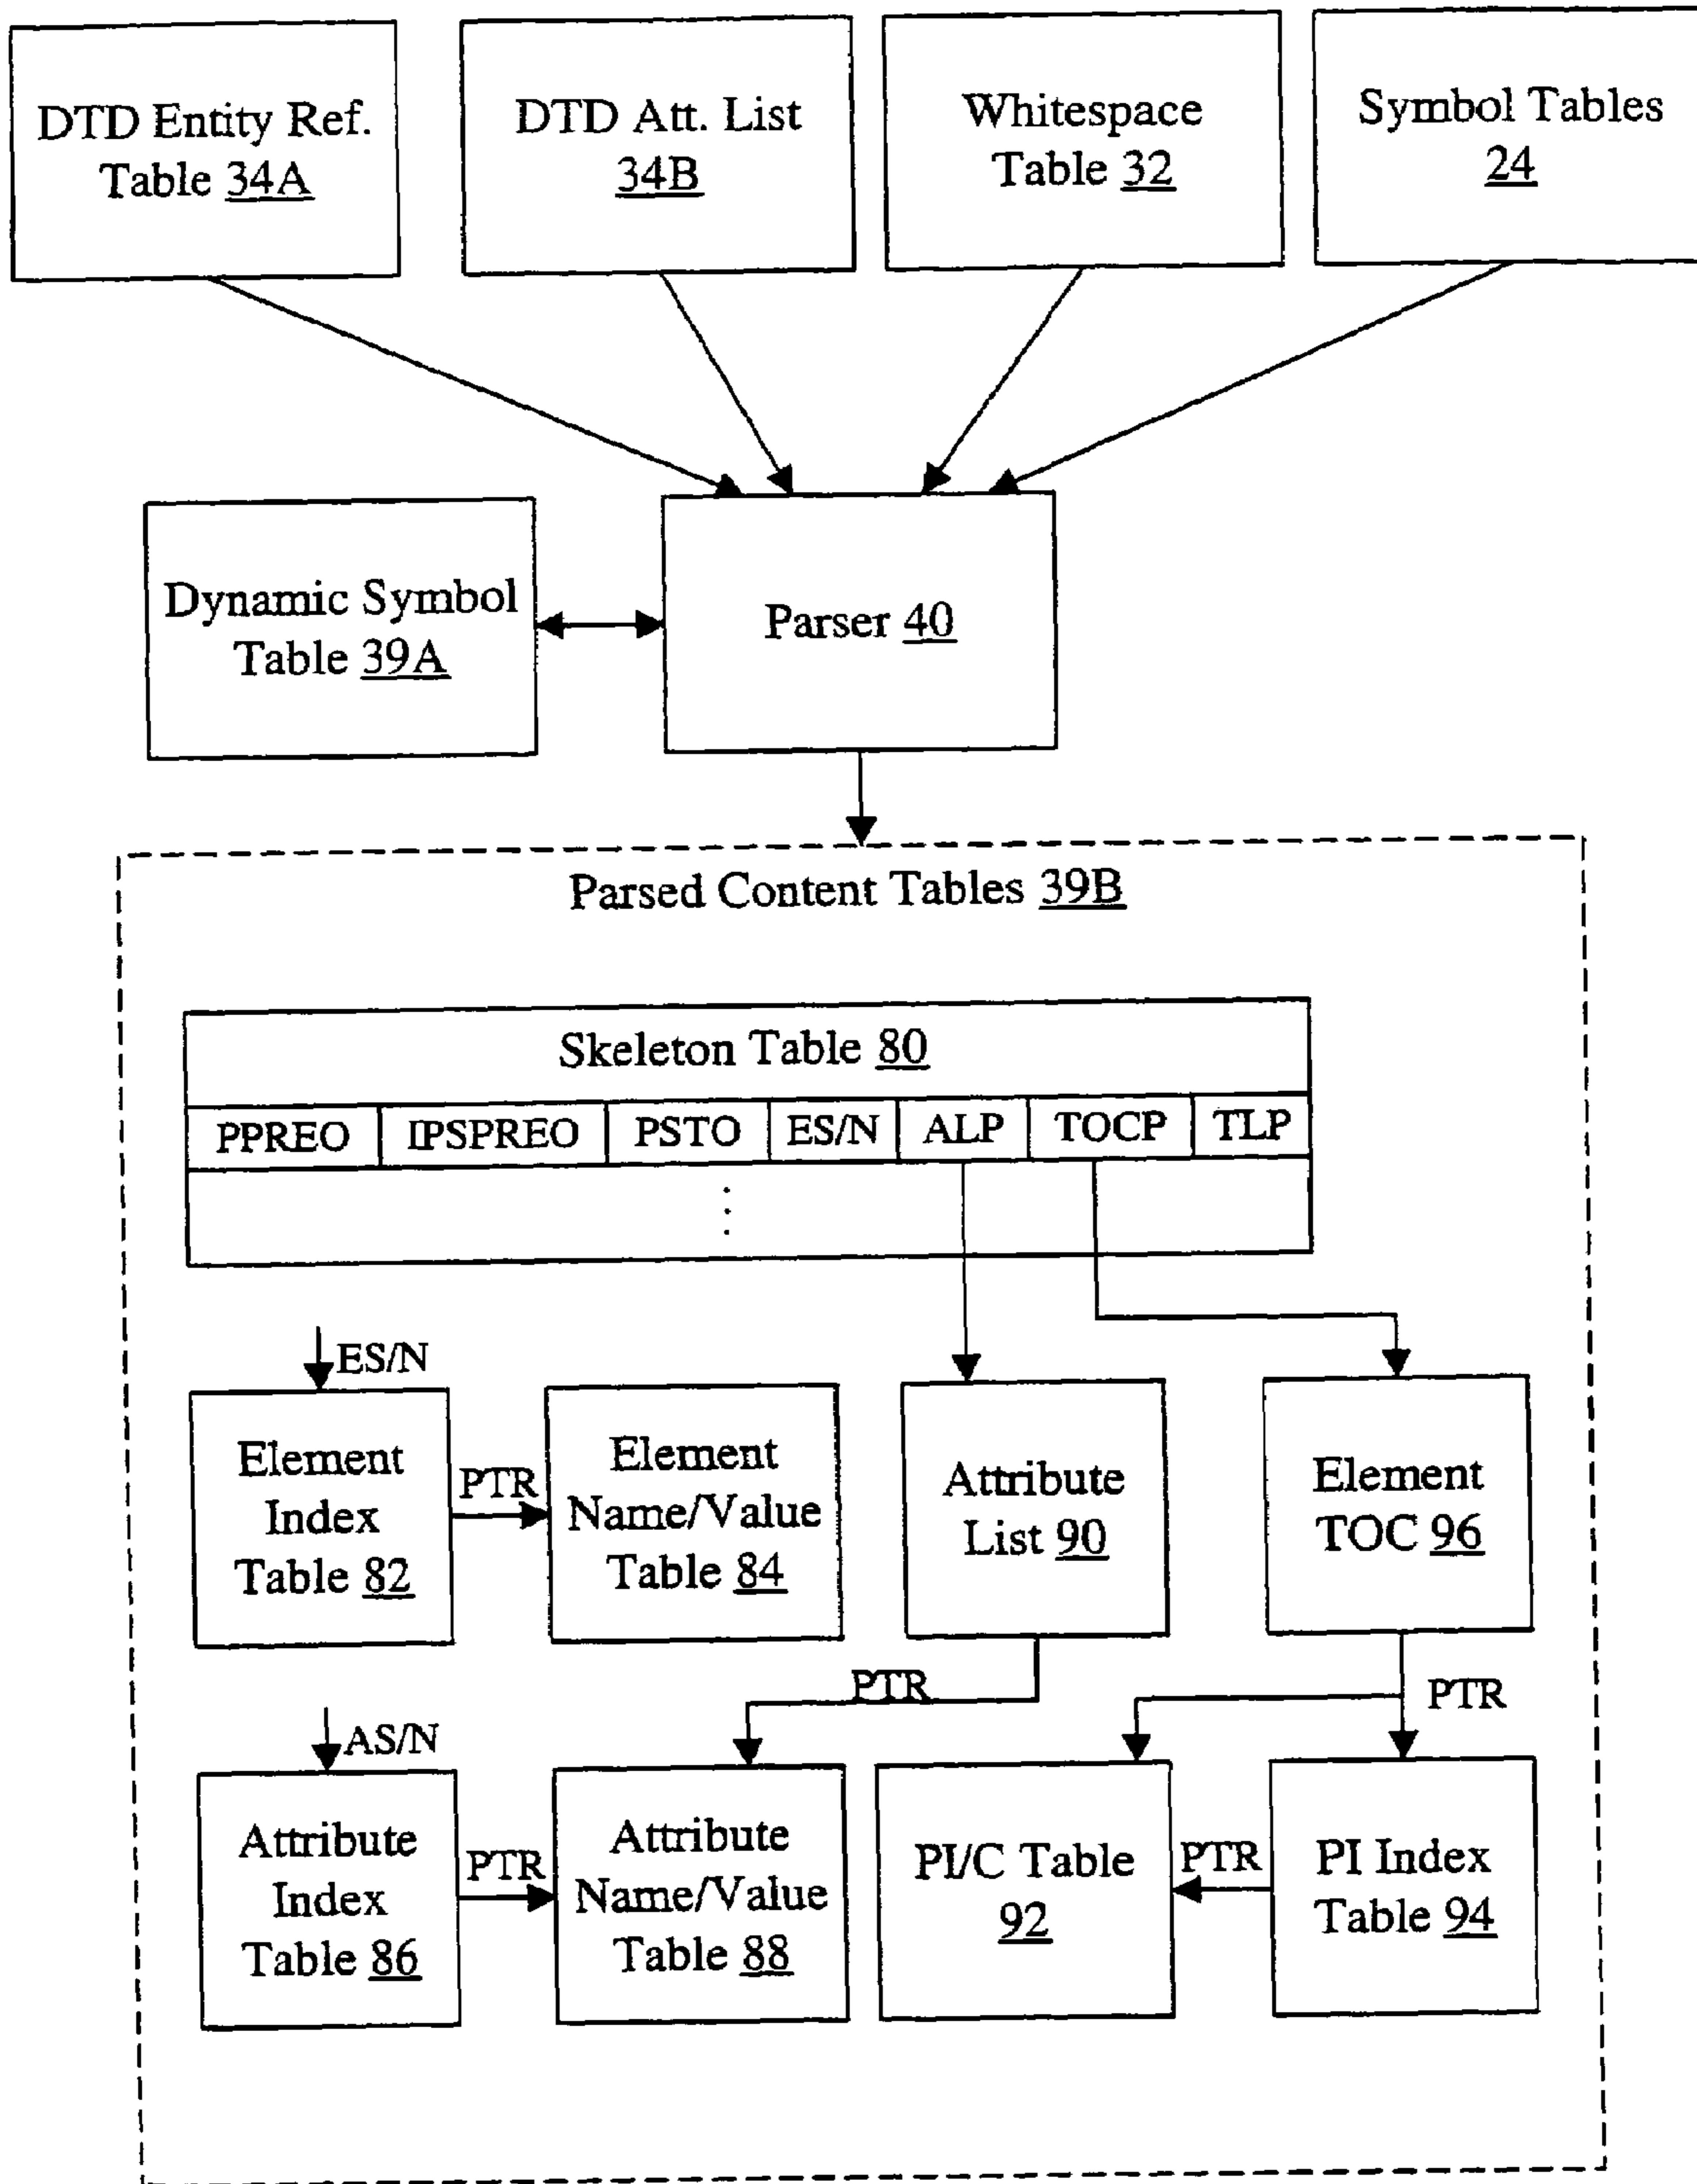 DTD Entity Ref.
Table 34A
DTD Att. List
34B
Whitespace
Table 32
Symbol Tables
24
Dynamic Symbol
Table 39A
Parser 40
Parsed Content Tables 39B
Skeleton Table 80
PPREO IPSPREO PSTO ES/N ALP TOCP TLP
ES/N
Element
Index
Table 82
PTR
Element
Name/Value
Table 84
Attribute
List 90
Element
TOC 96
PTR
PTR
AS/N
Attribute
Index
Table 86
PTR
Attribute
Name/Value
Table 88
PI/C Table
92
PTR
PI Index
Table 94